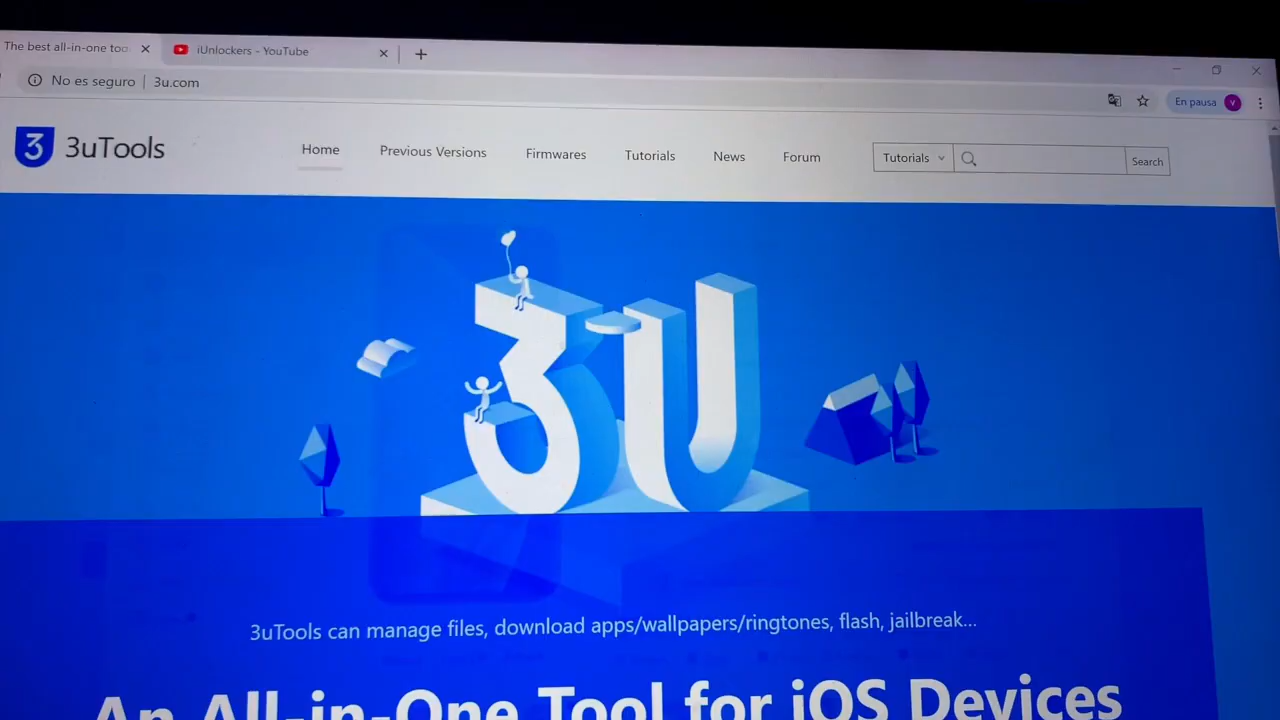 The best all-in-one too
iUnlockers - YouTube
No es seguro | 3u.com
En pausa
V
3 3uTools
Home
Previous Versions
Firmwares
Tutorials
News
Forum
Tutorials
Search
3U
3uTools can manage files, download apps/wallpapers/ringtones, flash, jailbreak...
An All-in-One Tool for iOS Devices